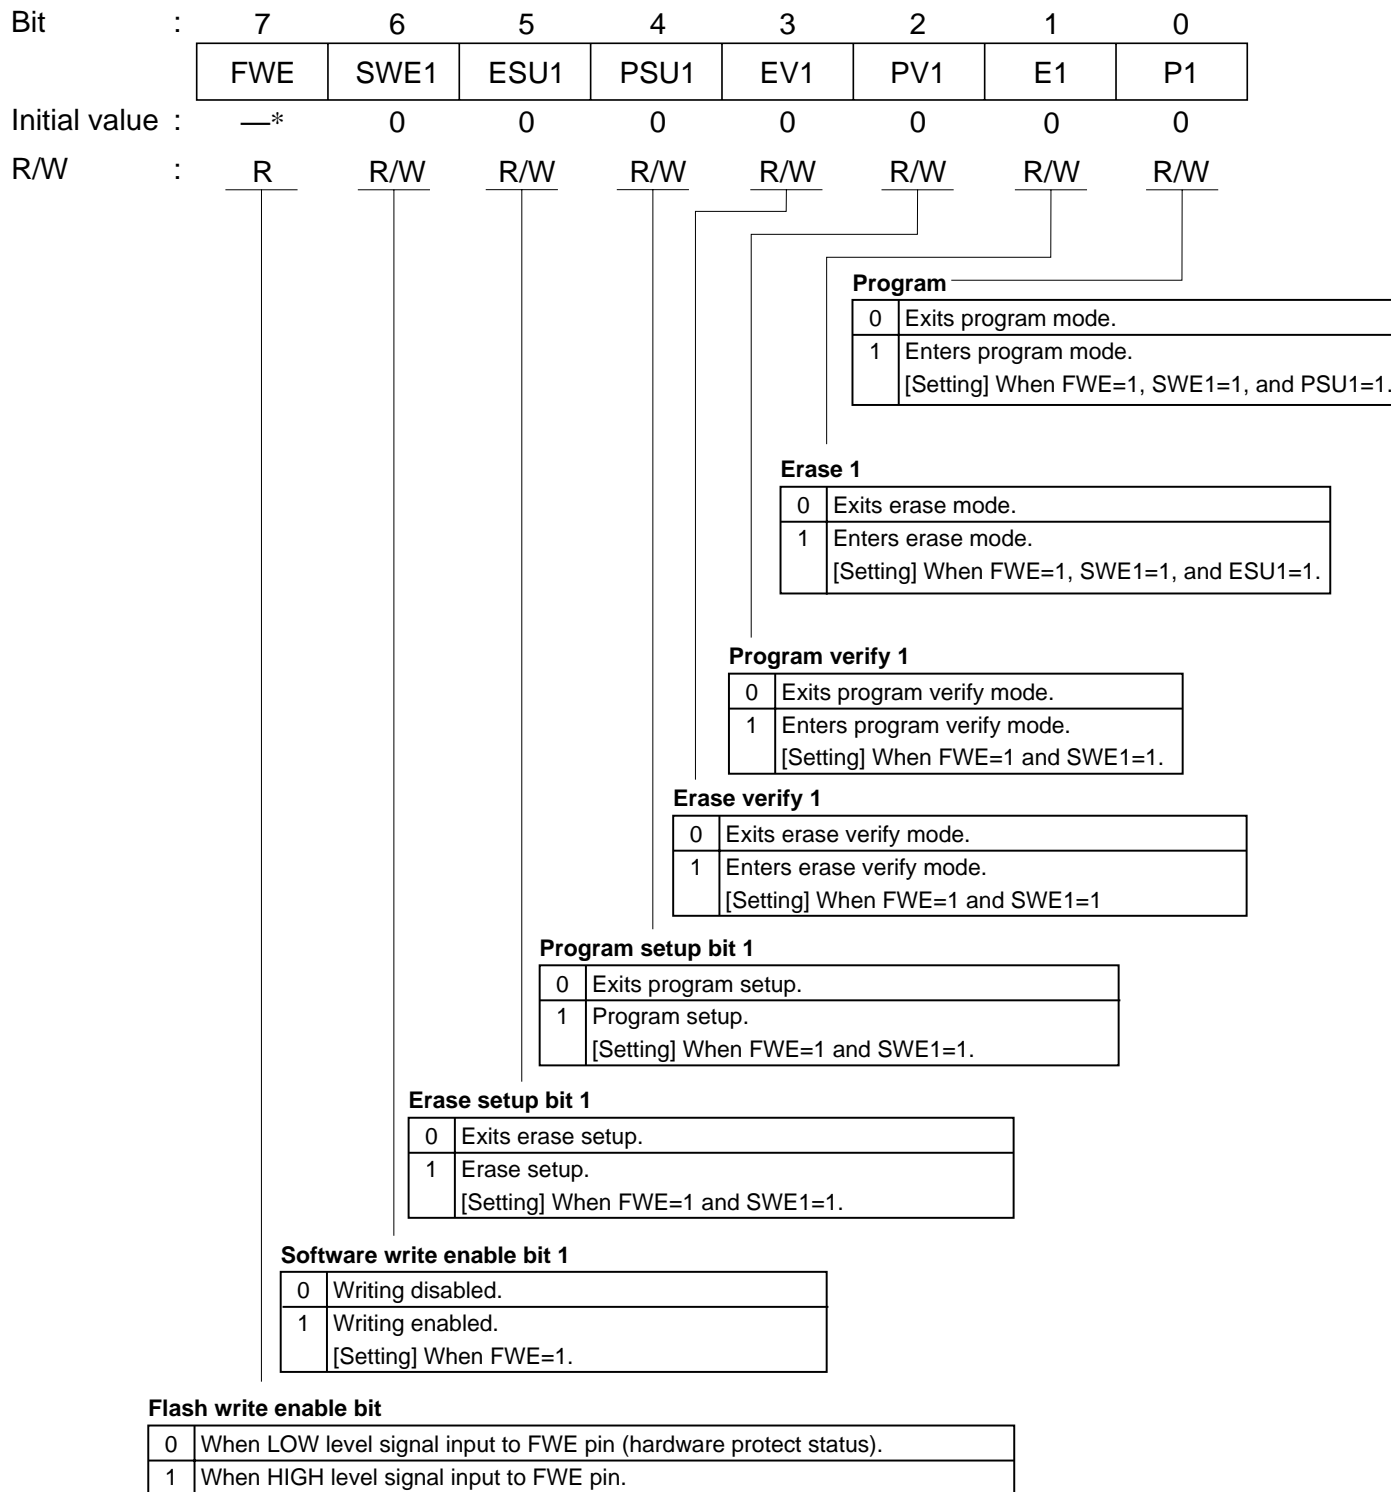 Bit : 7 6 5 4 3 2 1 0
FWE SWE1 ESU1 PSU1 EV1 PV1 E1 P1
Initial value : —* 0 0 0 0 0 0 0
R/W : R R/W R/W R/W R/W R/W R/W R/W
Program
0 Exits program mode.
1 Enters program mode.
[Setting] When FWE=1, SWE1=1, and PSU1=1.
Erase 1
0 Exits erase mode.
1 Enters erase mode.
[Setting] When FWE=1, SWE1=1, and ESU1=1.
Program verify 1
0 Exits program verify mode.
1 Enters program verify mode.
[Setting] When FWE=1 and SWE1=1.
Erase verify 1
0 Exits erase verify mode.
1 Enters erase verify mode.
[Setting] When FWE=1 and SWE1=1
Program setup bit 1
0 Exits program setup.
1 Program setup.
[Setting] When FWE=1 and SWE1=1.
Erase setup bit 1
0 Exits erase setup.
1 Erase setup.
[Setting] When FWE=1 and SWE1=1.
Software write enable bit 1
0 Writing disabled.
1 Writing enabled.
[Setting] When FWE=1.
Flash write enable bit
0 When LOW level signal input to FWE pin (hardware protect status).
1 When HIGH level signal input to FWE pin.